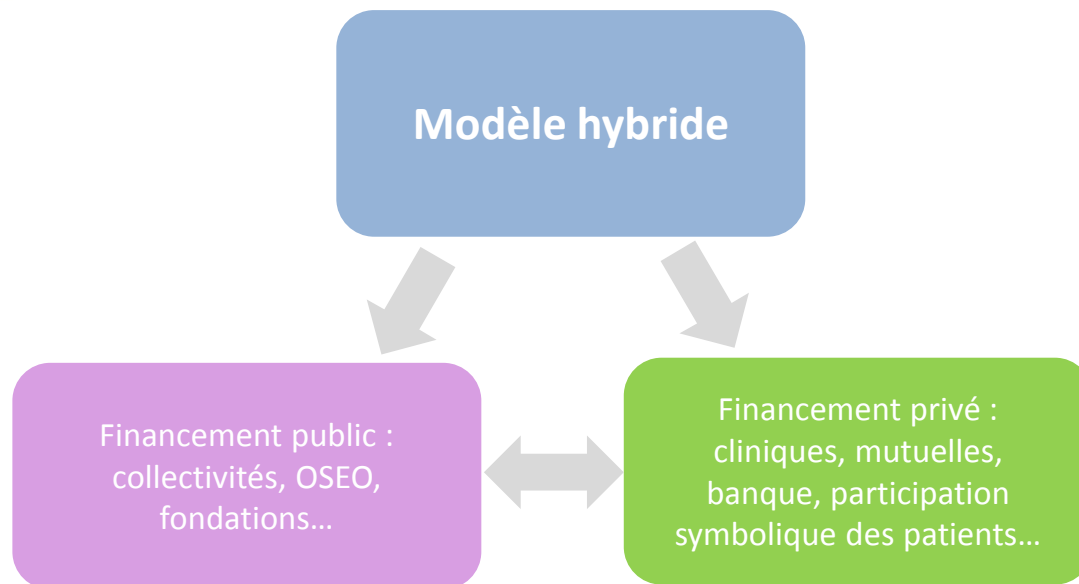 Modèle hybride
Financement public :
collectivités, OSEO,
fondations…
Financement privé :
cliniques, mutuelles,
banque, participation
symbolique des patients…